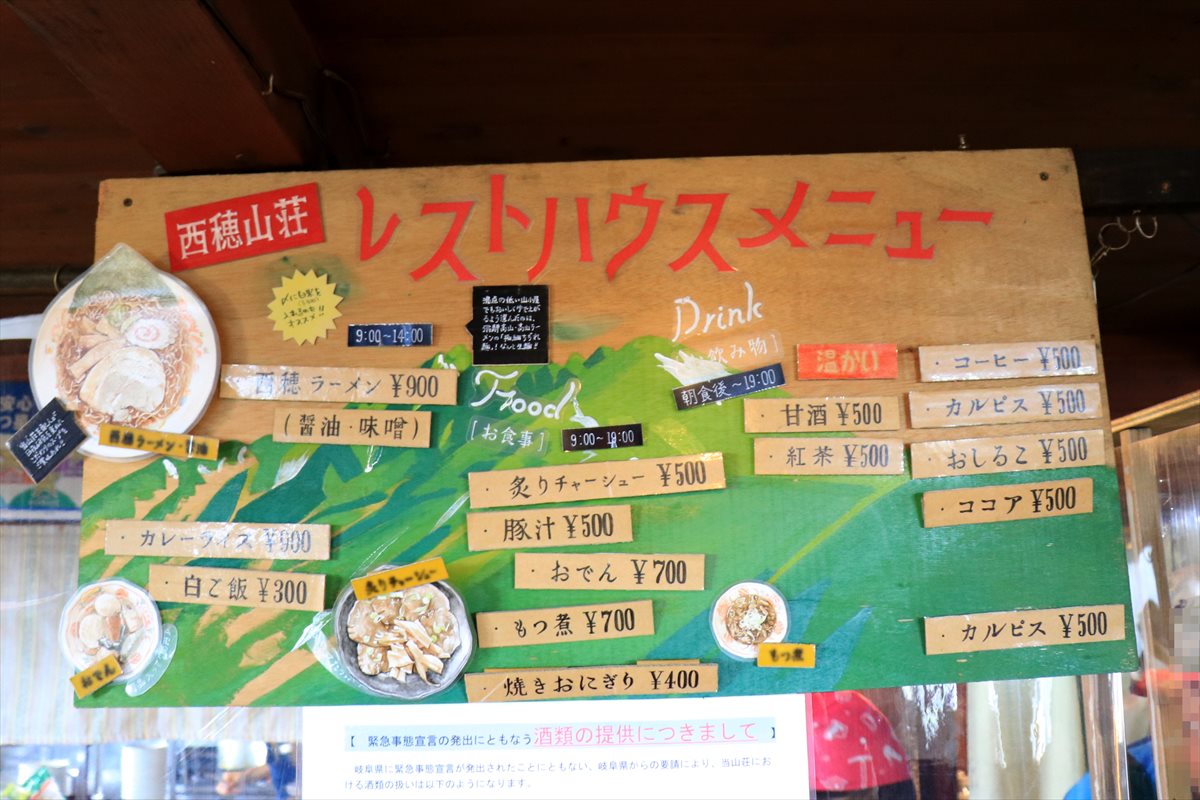 西穂山荘
レストハウスメニュー
9:00~14:00
西穂ラーメン ¥900
(醤油・味噌)
西穂ラーメン・醤油
・カレーライス ¥900
・白ご飯 ¥300
おでん
Food
[お食事]
9:00~19:00
・炙りチャーシュー ¥500
・豚汁 ¥500
・おでん ¥700
・もつ煮 ¥700
・焼きおにぎり ¥400
炙りチャーシュー
もつ煮
Drink
飲み物]
朝食後~19:00
温かい
・甘酒 ¥500
・紅茶 ¥500
・コーヒー ¥500
・カルピス ¥500
・おしるこ ¥500
・ココア ¥500
・カルピス ¥500
【 緊急事態宣言の発出にともなう酒類の提供につきまして 】
岐阜県に緊急事態宣言が発出されたことにともない、岐阜県からの要請により、当山荘にお
ける酒類の扱いは以下のようになります。